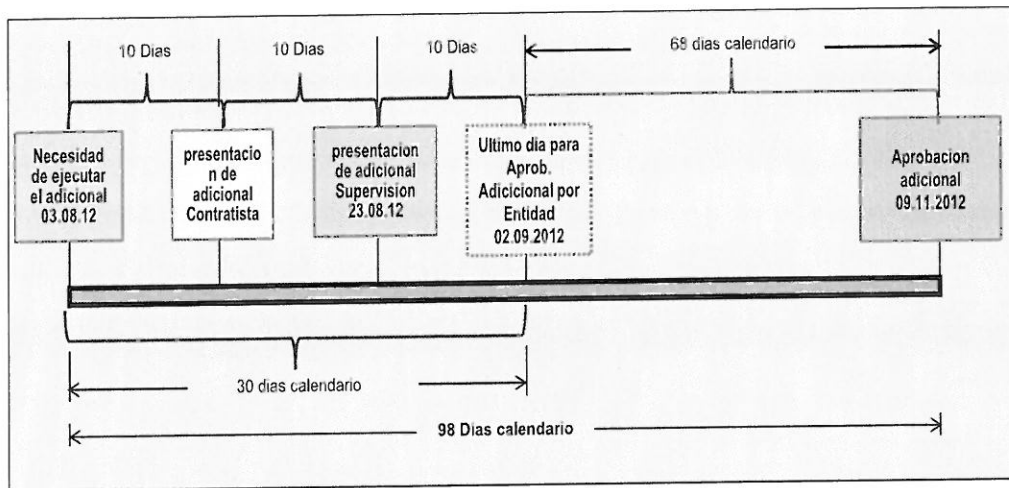 10 Dias
10 Dias
10 Dias
68 dias calendario
Necesidad
de ejecutar
el adicional
03.08.12
presentacio
n de
adicional
Contratista
presentacion
de adicional
Supervisión
23.08.12
Ultimo dia para
Aprob.
Adicicional por
Entidad
02.09.2012
Aprobacion
adicional
09.11.2012
30 dias calendario
98 Dias calendario